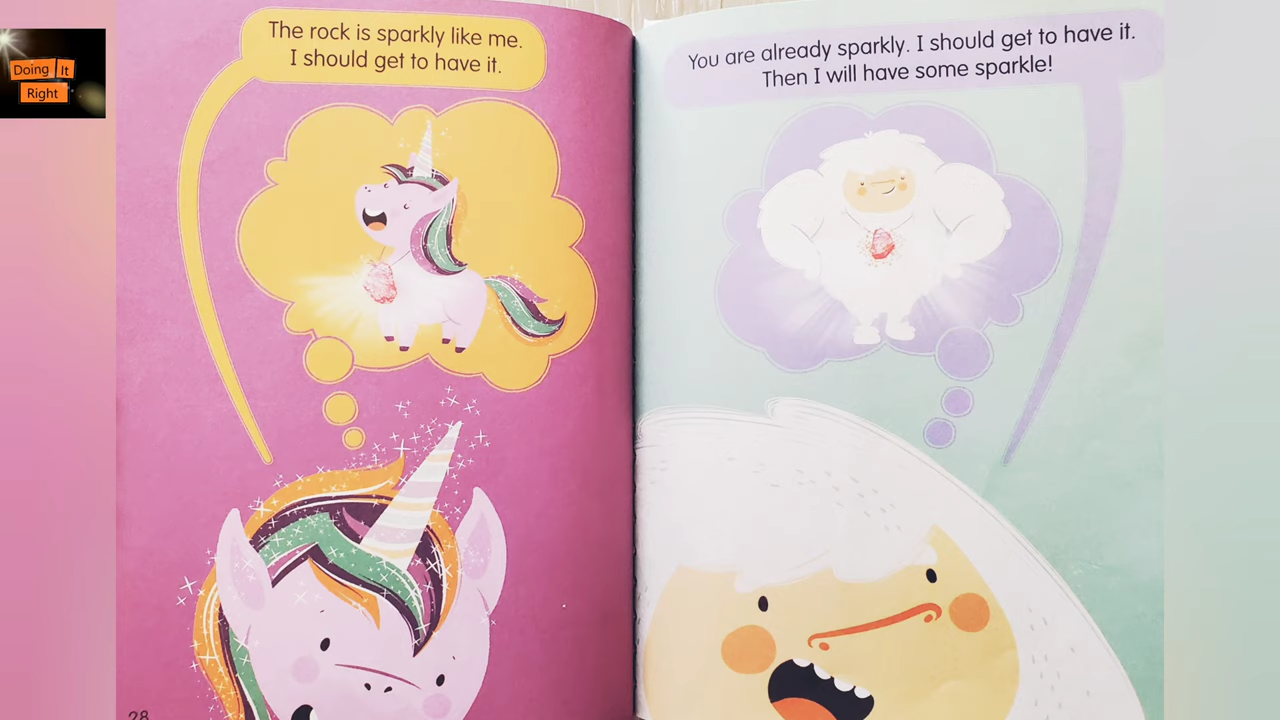 Doing It
Right
The rock is sparkly like me.
I should get to have it.
You are already sparkly. I should get to have it.
Then I will have some sparkle!
28